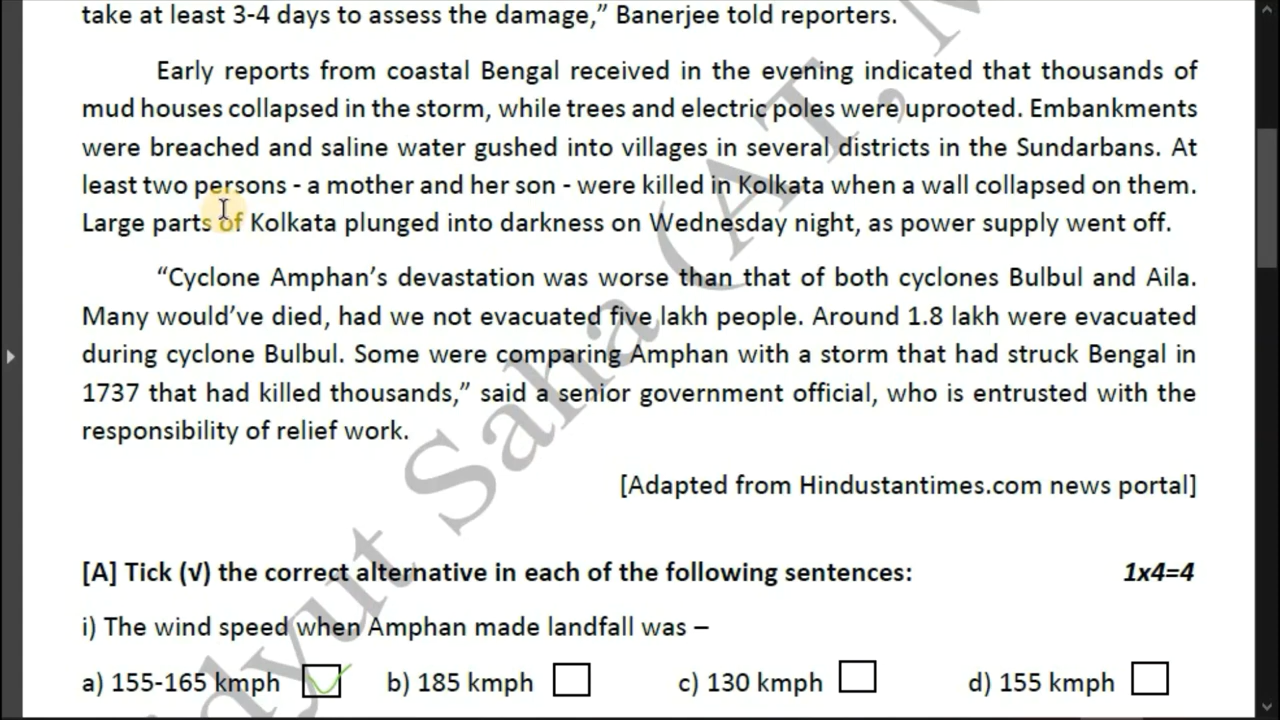 take at least 3-4 days to assess the damage,” Banerjee told reporters.
Early reports from coastal Bengal received in the evening indicated that thousands of
mud houses collapsed in the storm, while trees and electric poles were uprooted. Embankments
were breached and saline water gushed into villages in several districts in the Sundarbans. At
least two persons - a mother and her son - were killed in Kolkata when a wall collapsed on them.
Large parts of Kolkata plunged into darkness on Wednesday night, as power supply went off.
“Cyclone Amphan’s devastation was worse than that of both cyclones Bulbul and Aila.
Many would’ve died, had we not evacuated five lakh people. Around 1.8 lakh were evacuated
during cyclone Bulbul. Some were comparing Amphan with a storm that had struck Bengal in
1737 that had killed thousands,” said a senior government official, who is entrusted with the
responsibility of relief work.
[Adapted from Hindustantimes.com news portal]
[A] Tick (√) the correct alternative in each of the following sentences: 1x4=4
i) The wind speed when Amphan made landfall was –
a) 155-165 kmph b) 185 kmph c) 130 kmph d) 155 kmph
Saha (AT,